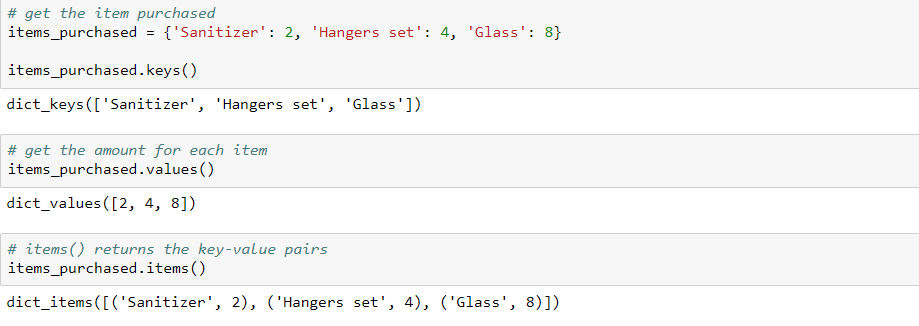 # get the item purchased
items_purchased = {'Sanitizer': 2, 'Hangers set': 4, 'Glass': 8}
items_purchased.keys()
dict_keys(['Sanitizer', 'Hangers set', 'Glass'])
# get the amount for each item
items_purchased.values()
dict_values([2, 4, 8])
# items() returns the key-value pairs
items_purchased.items()
dict_items([('Sanitizer', 2), ('Hangers set', 4), ('Glass', 8)])